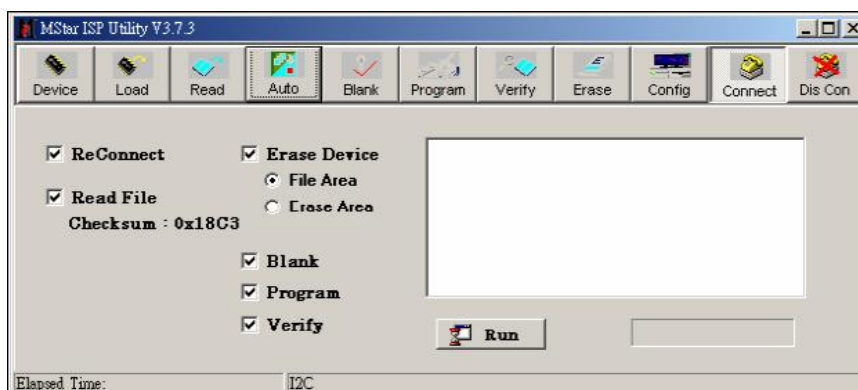 MStar ISP Utility V3.7.3
Device Load Read Auto Blank Program Verify Erase Config Connect Dis Con
ReConnect
Read File
Checksum : 0x18C3
Erase Device
File Area
Erase Area
Blank
Program
Verify
Run
Elapsed Time: I2C